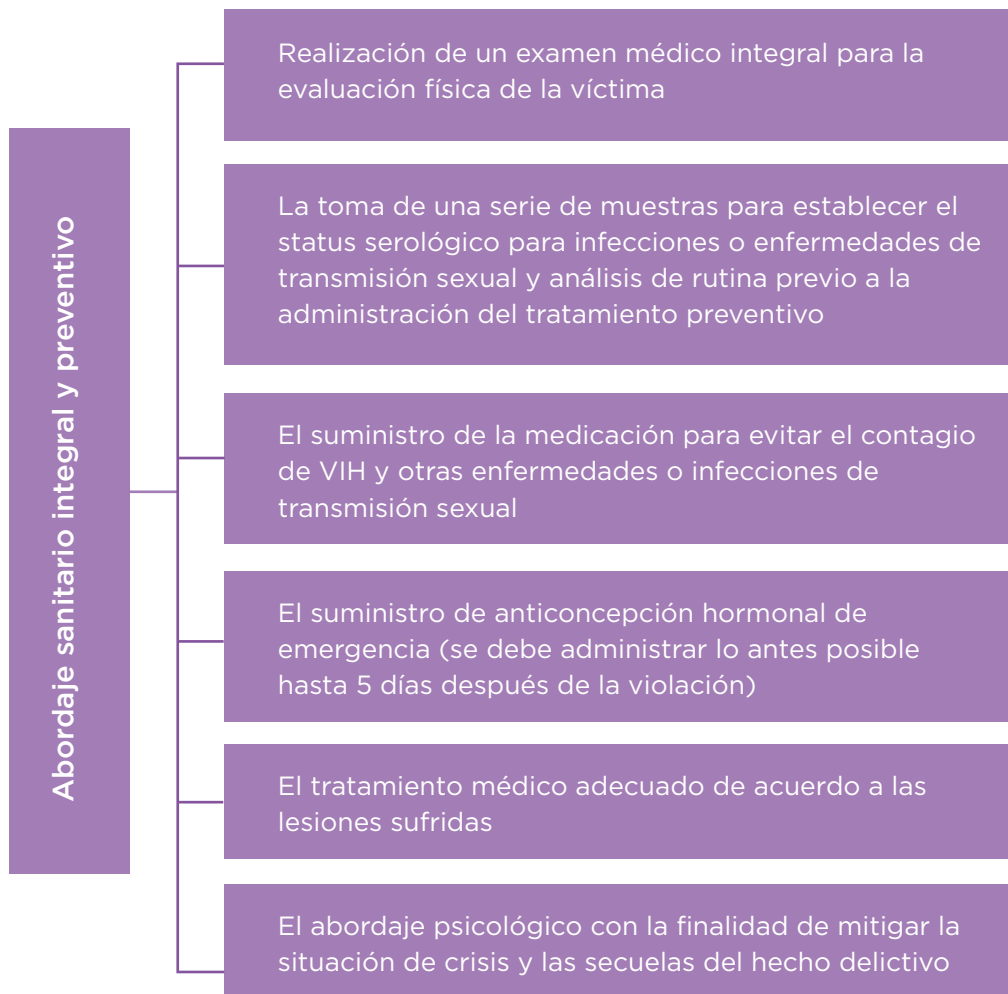 Abordaje sanitario integral y preventivo
Realización de un examen médico integral para la
evaluación física de la víctima
La toma de una serie de muestras para establecer el
status serológico para infecciones o enfermedades de
transmisión sexual y análisis de rutina previo a la
administración del tratamiento preventivo
El suministro de la medicación para evitar el contagio
de VIH y otras enfermedades o infecciones de
transmisión sexual
El suministro de anticoncepción hormonal de
emergencia (se debe administrar lo antes posible
hasta 5 días después de la violación)
El tratamiento médico adecuado de acuerdo a las
lesiones sufridas
El abordaje psicológico con la finalidad de mitigar la
situación de crisis y las secuelas del hecho delictivo